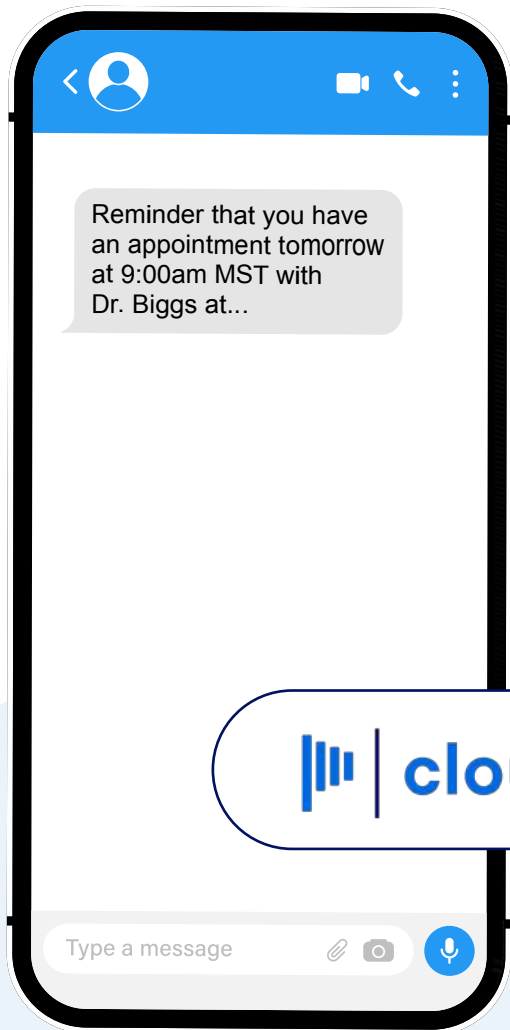 Reminder that you have
an appointment tomorrow
at 9:00am MST with
Dr. Biggs at...
Type a message